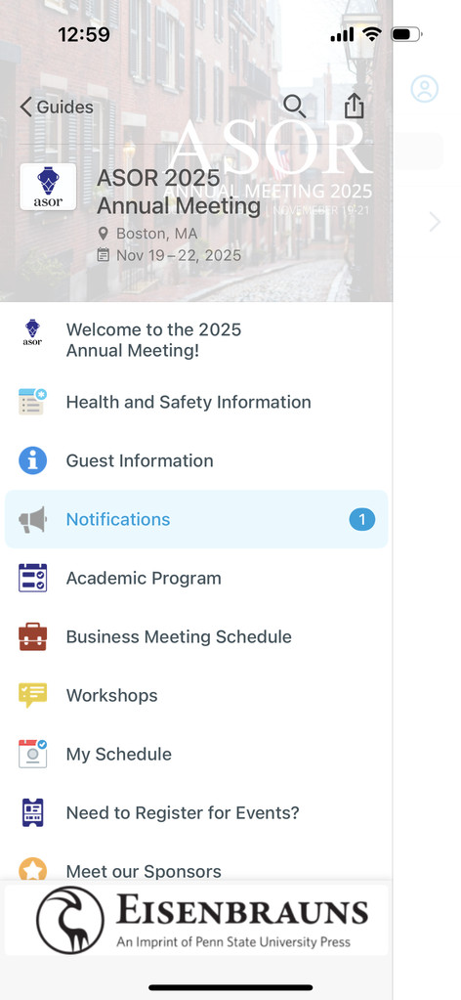 12:59
Guides
ASOR
ANNUAL MEETING 2025
| NOVEMEBER 19-21
asor
ASOR 2025
Annual Meeting
Boston, MA
Nov 19–22, 2025
asor
Welcome to the 2025
Annual Meeting!
Health and Safety Information
Guest Information
Notifications 1
Academic Program
Business Meeting Schedule
Workshops
My Schedule
Need to Register for Events?
Meet our Sponsors
EISENBRAUNS
An Imprint of Penn State University Press